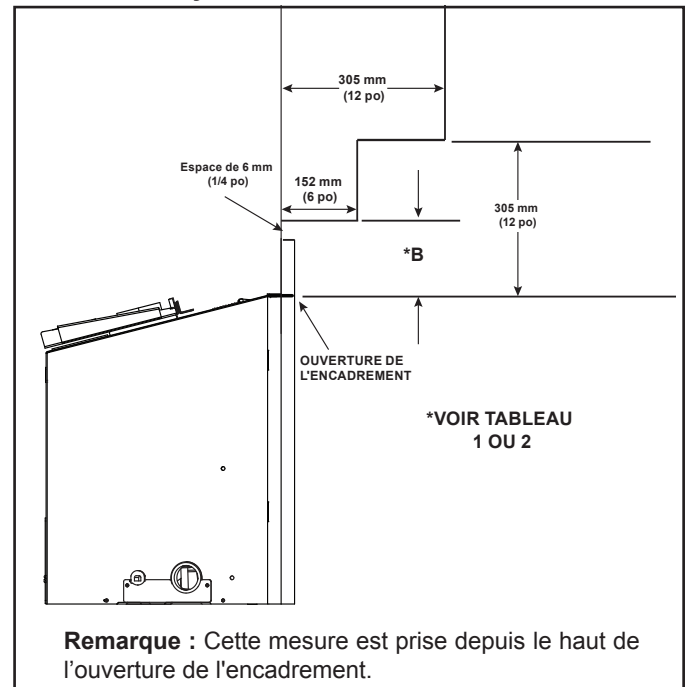 305 mm
(12 po)
Espace de 6 mm
(1/4 po)
152 mm
(6 po)
305 mm
(12 po)
*B
OUVERTURE DE
L'ENCADREMENT
*VOIR TABLEAU
1 OU 2
Remarque : Cette mesure est prise depuis le haut de
l’ouverture de l'encadrement.